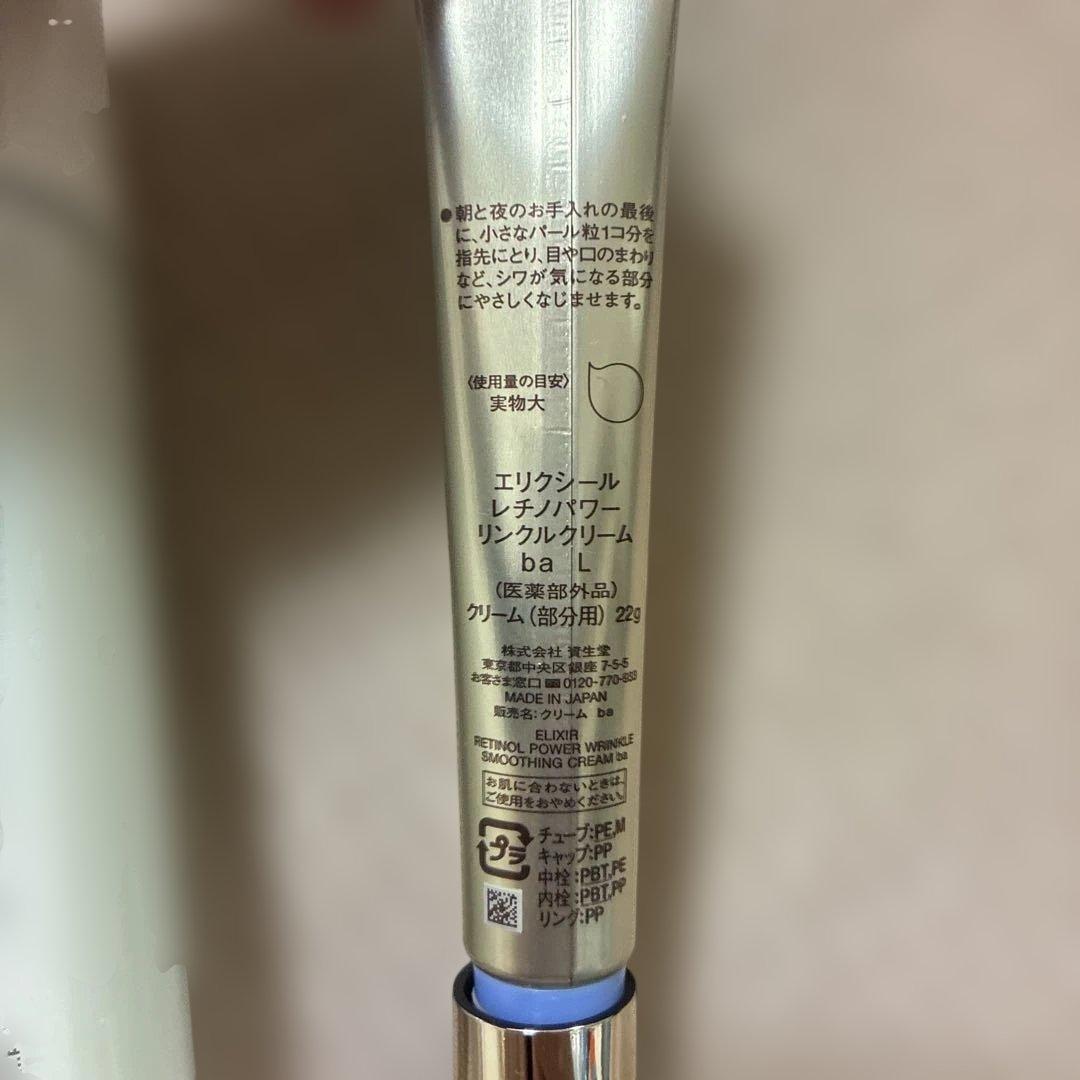 ●朝と夜のお手入れの最後
に、小さなパール粒1コ分を
指先にとり、目や口のまわり
など、シワが気になる部分
にやさしくなじませます。
〈使用量の目安〉
実物大
エリクシール
レチノパワー
リンクルクリーム
ba L
(医薬部外品)
クリーム(部分用) 22g
株式会社 資生堂
東京都中央区銀座 7-5-5
お客さま窓口
MADE IN JAPAN
販売名:クリーム ba
ELIXIR
RETINOL POWER WRINKLE
SMOOTHING CREAM ba
お肌に合わないときは、
ご使用をおやめください。
プラ
チューブ:PE,M
キャップ:PP
中栓:PBT,PE
内栓:PBT,PP
リング:PP